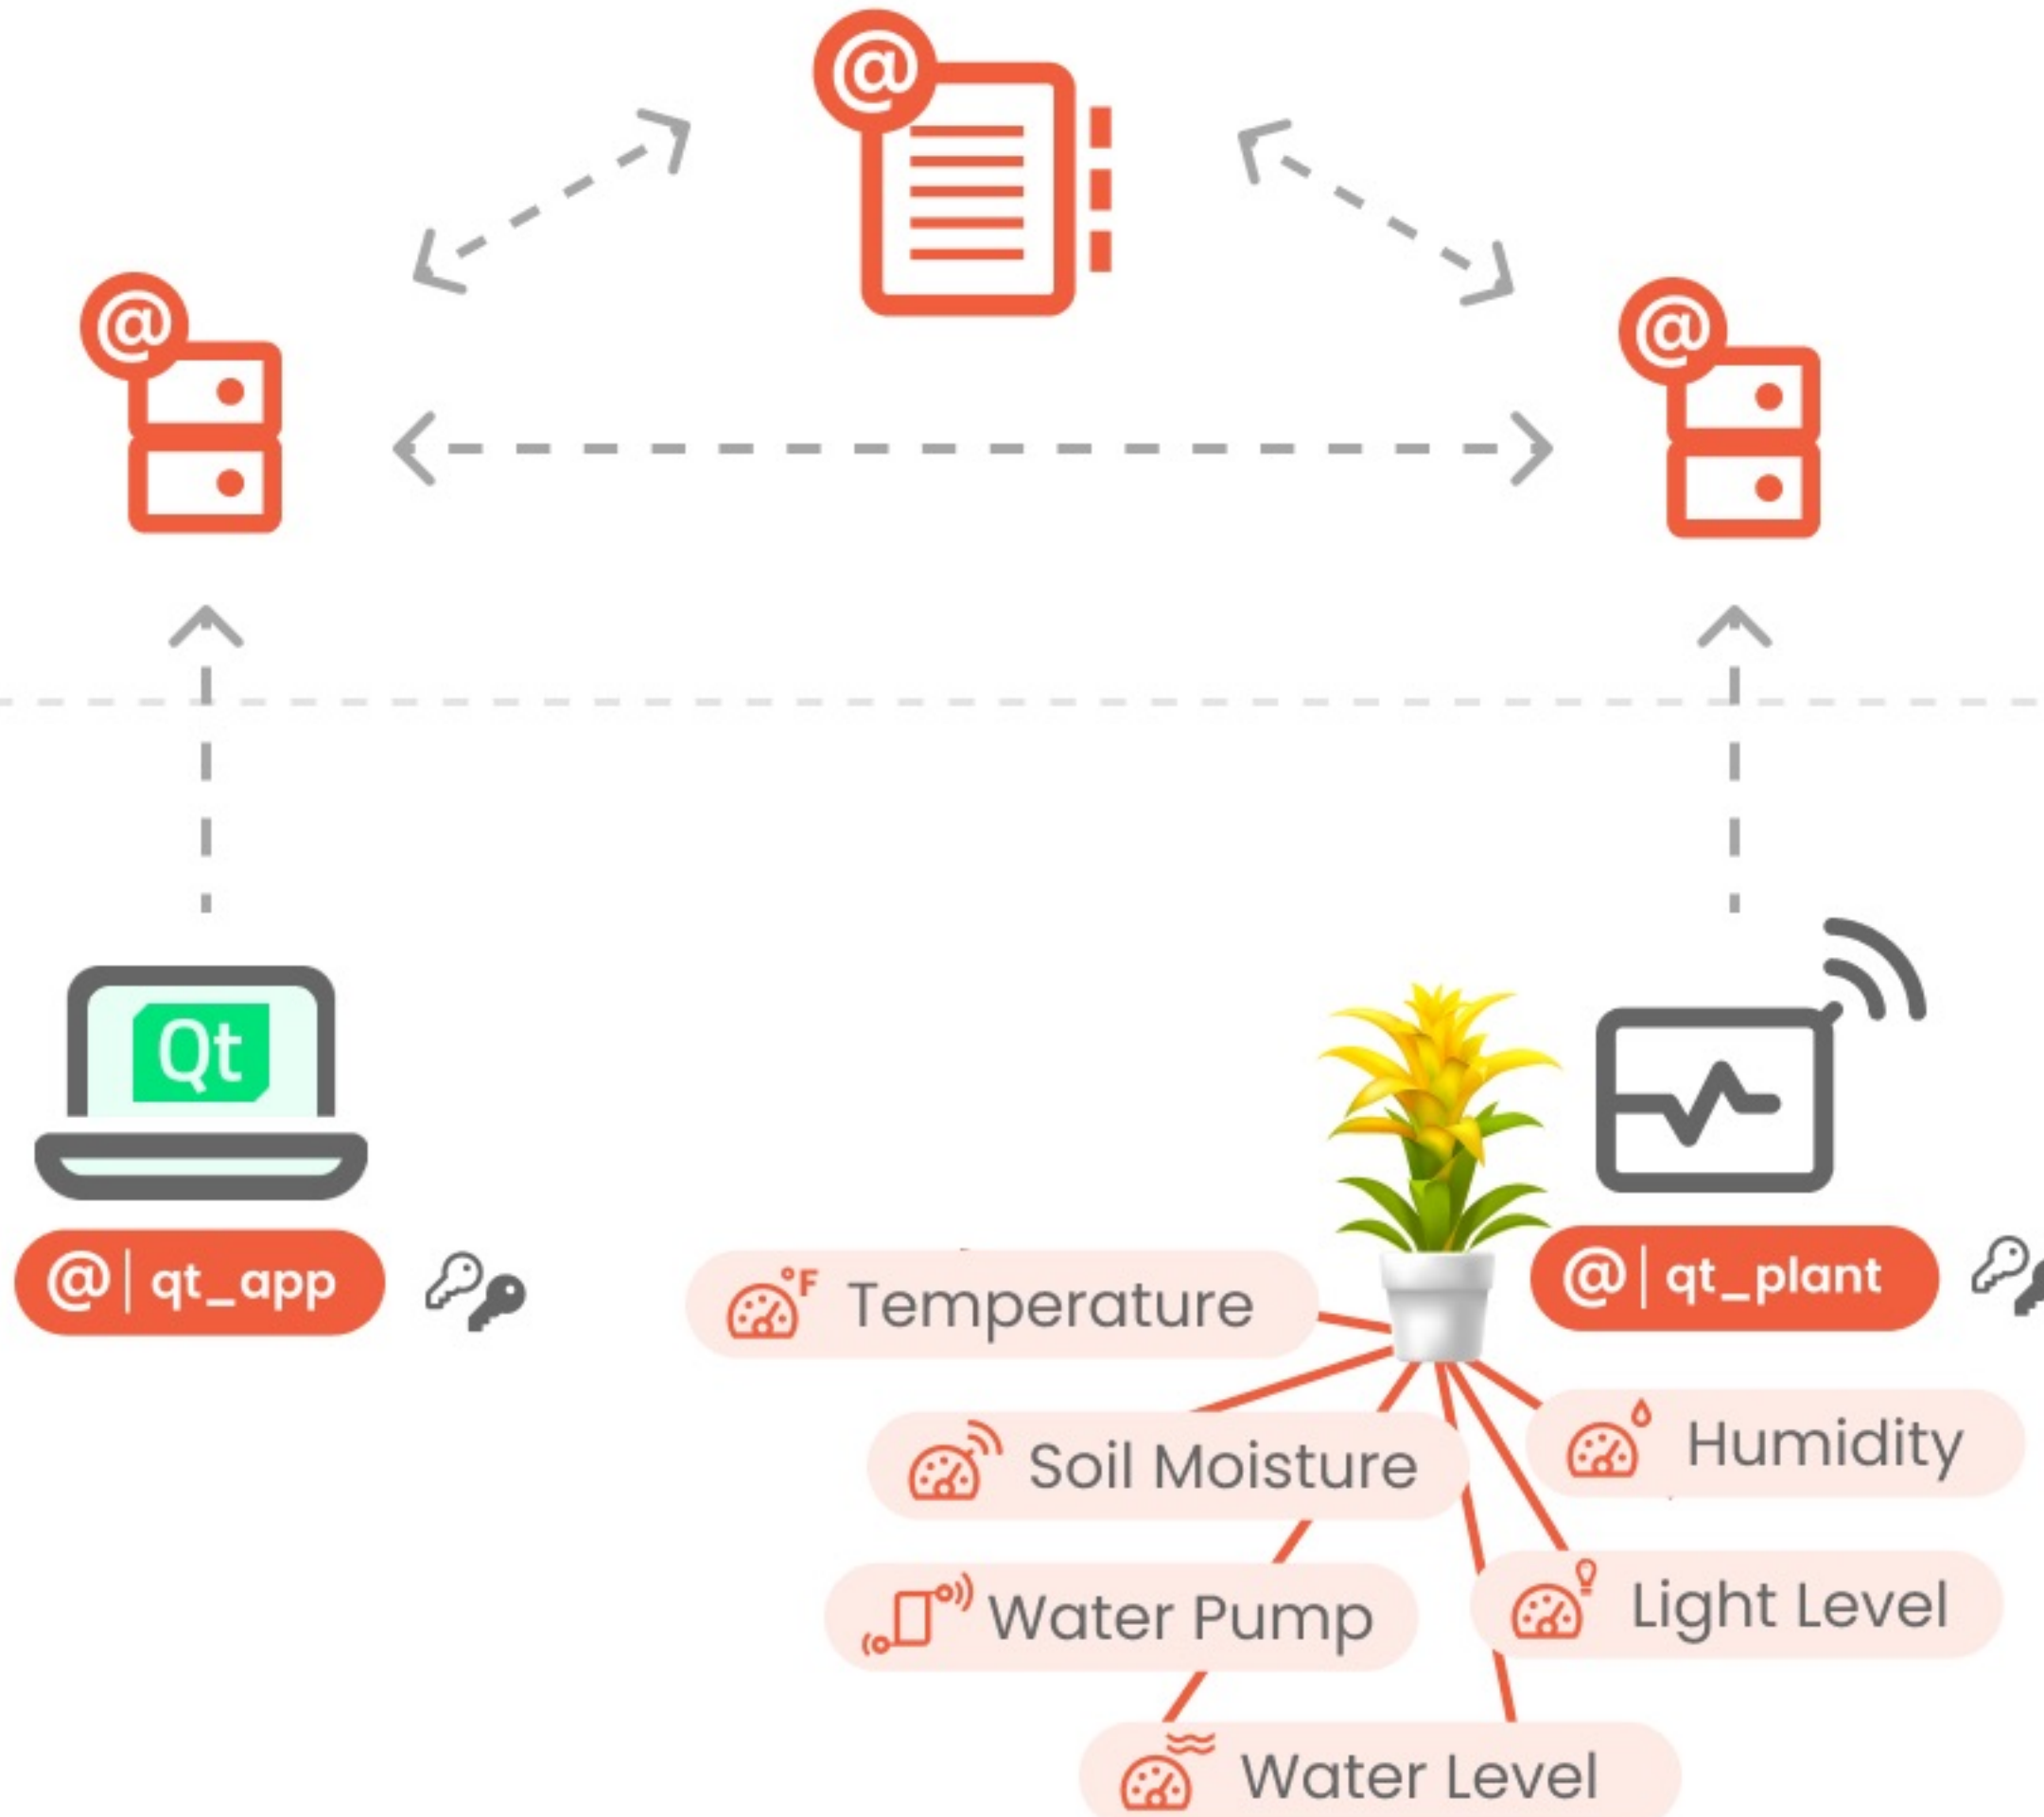 @
@
@
Qt
@ qt_app
@ qt_plant
°F Temperature
Soil Moisture
Humidity
Water Pump
Light Level
Water Level